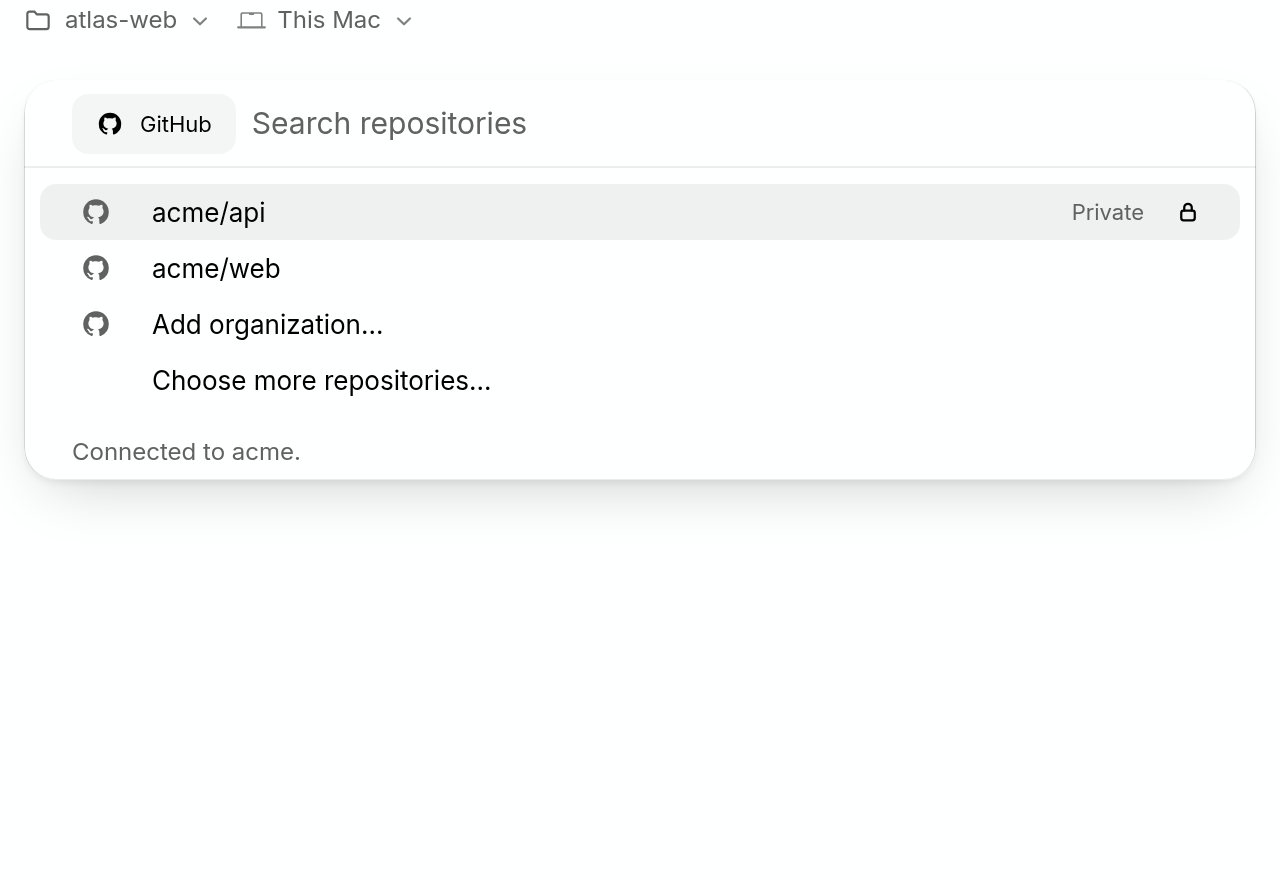 atlas-web This Mac
GitHub Search repositories
acme/api Private
acme/web
Add organization...
Choose more repositories...
Connected to acme.